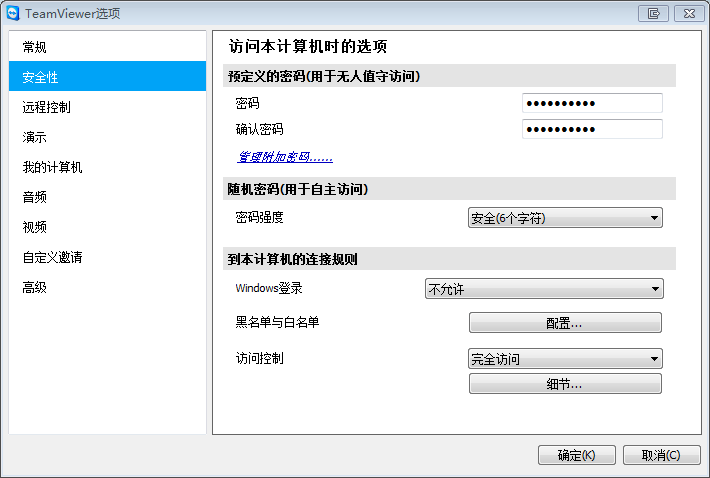 TeamViewer选项
常规
安全性
远程控制
演示
我的计算机
音频
视频
自定义邀请
高级
访问本计算机时的选项
预定义的密码(用于无人值守访问)
密码 ●●●●●●●●●●
确认密码 ●●●●●●●●●●
管理附加密码......
随机密码(用于自主访问)
密码强度 安全(6个字符)
到本计算机的连接规则
Windows登录 不允许
黑名单与白名单 配置...
访问控制 完全访问
细节...
确定(K) 取消(C)